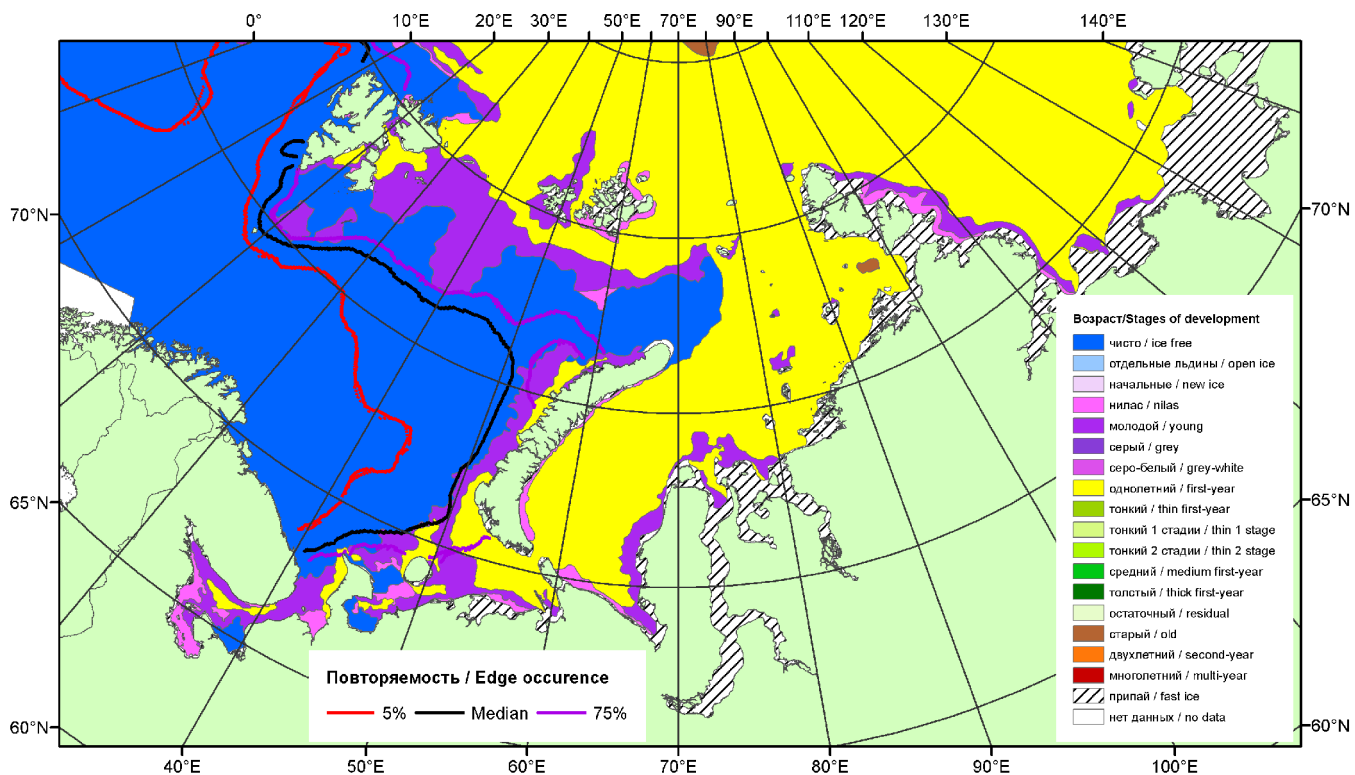 0° 10°E 20°E 30°E 50°E 70°E 90°E 110°E 120°E 130°E 140°E
70°N 70°N
65°N 65°N
60°N 60°N
Возраст/Stages of development
чисто / ice free
отдельные льдины / open ice
начальные / new ice
нилас / nilas
молодой / young
серый / grey
серо-белый / grey-white
однолетний / first-year
тонкий / thin first-year
тонкий 1 стадии / thin 1 stage
тонкий 2 стадии / thin 2 stage
средний / medium first-year
толстый / thick first-year
остаточный / residual
старый / old
двухлетний / second-year
многолетний / multi-year
припай / fast ice
нет данных / no data
Повторяемость / Edge occurence
5% Median 75%
40°E 50°E 60°E 70°E 80°E 90°E 100°E